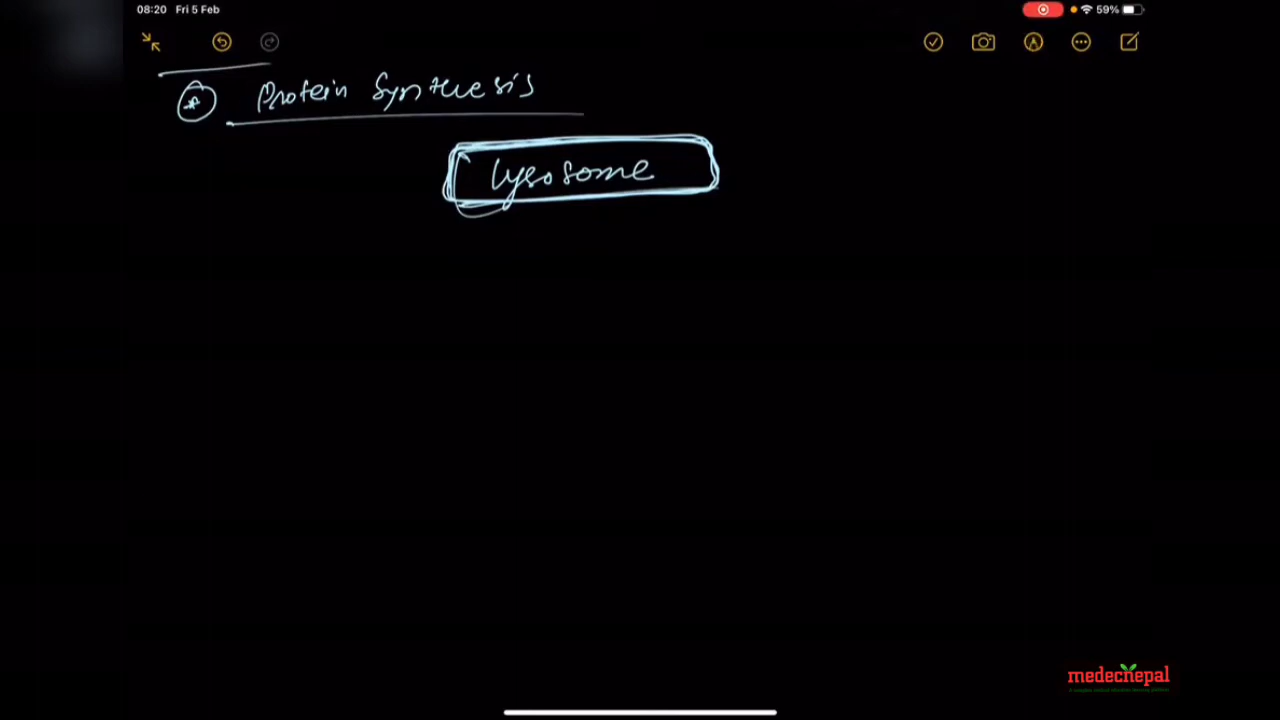 08:20 Fri 5 Feb
59%
Protein Synthesis
lysosome
medecnepal